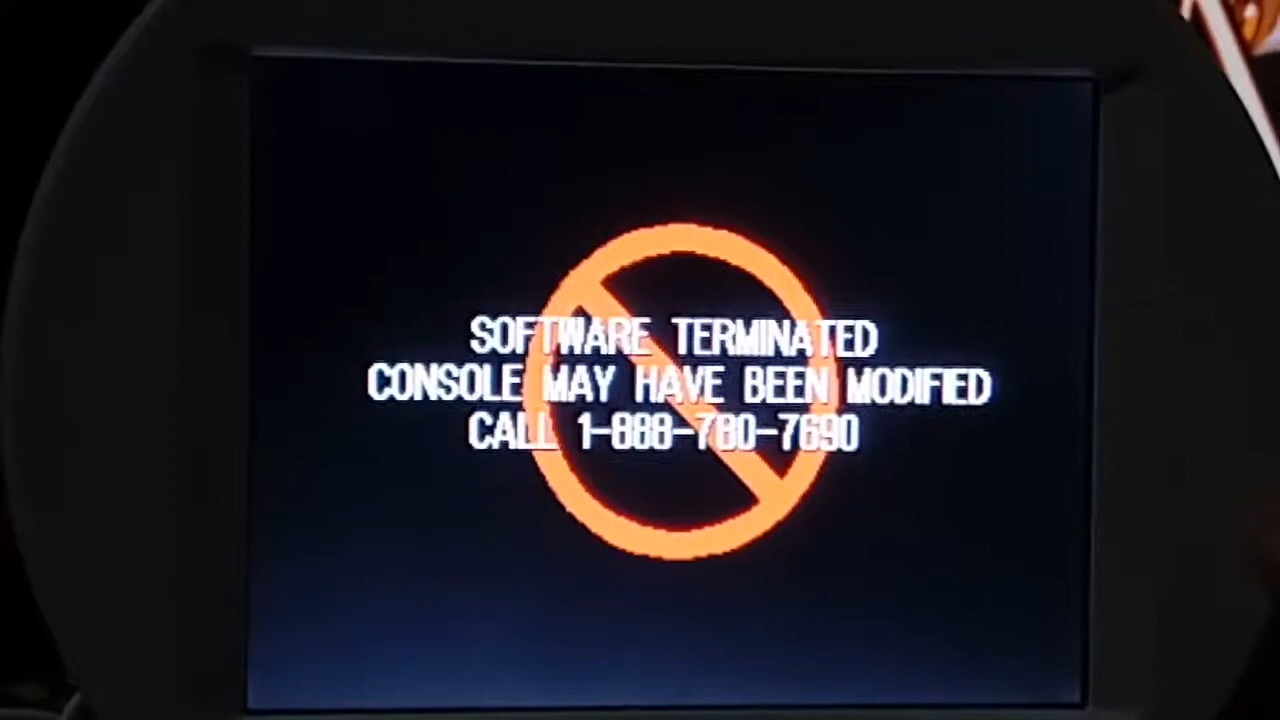 SOFTWARE TERMINATED
CONSOLE MAY HAVE BEEN MODIFIED
CALL 1-888-780-7690